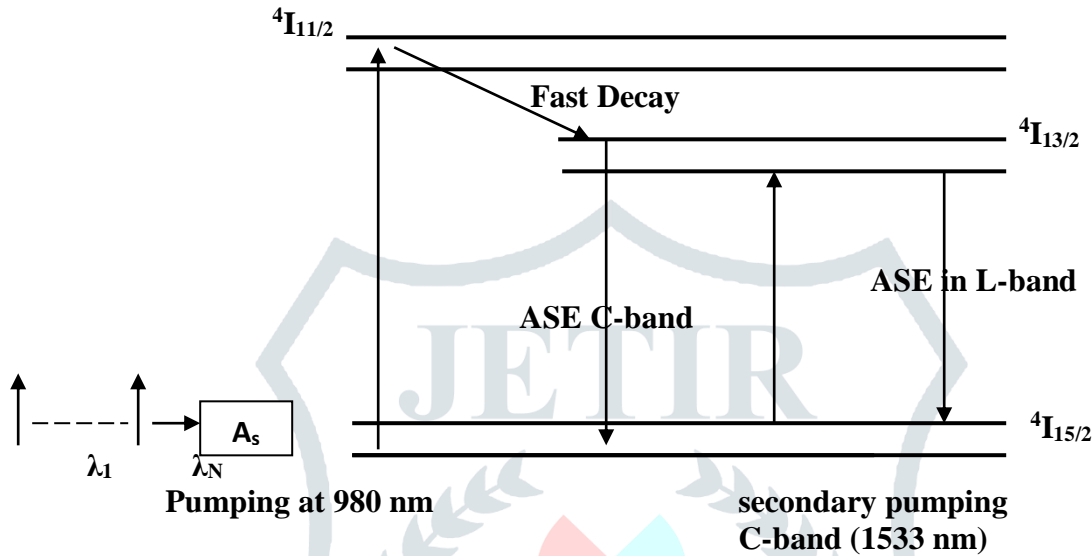 ⁴I₁₁/₂
Fast Decay
⁴I₁₃/₂
ASE in L-band
ASE C-band
JETIR
⁴I₁₅/₂
Aₛ
λ₁
λ_N
Pumping at 980 nm
secondary pumping
C-band (1533 nm)